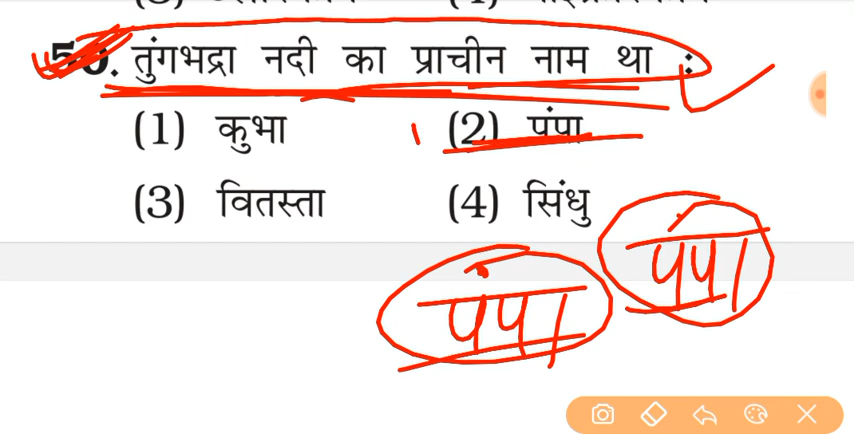 50. तुंगभद्रा नदी का प्राचीन नाम था :
(1) कुभा (2) पंपा
(3) वितस्ता (4) सिंधु
पंपा
पंपा